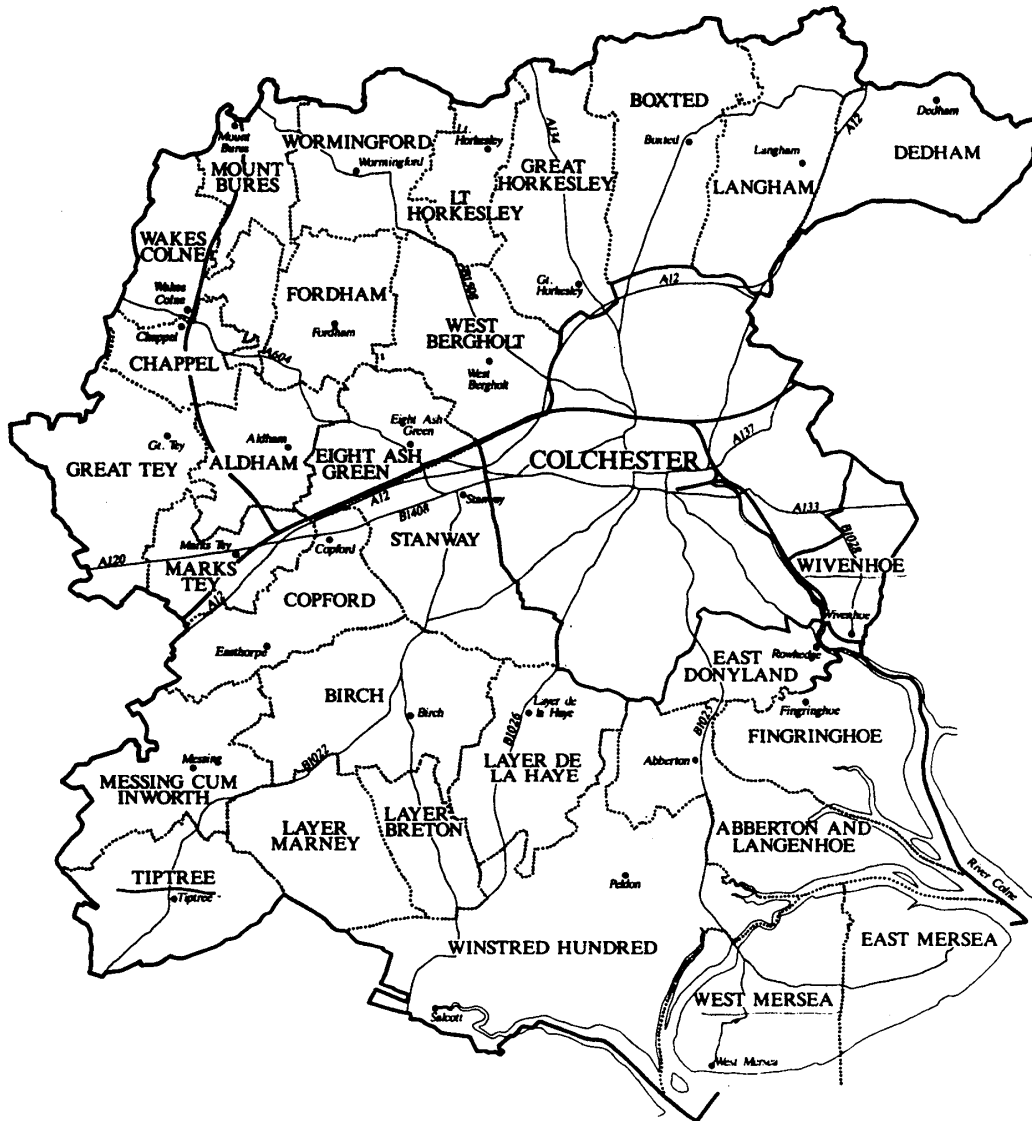 BOXTED
Dedham
A12
DEDHAM
A134
Boxted
Langham
LANGHAM
Mount
Bures
MOUNT
BURES
WORMINGFORD
Wormingford
Lt.
Horkesley
LT
HORKESLEY
GREAT
HORKESLEY
WAKES
COLNE
Wakes
Colne
Chappel
CHAPPEL
FORDHAM
Fordham
A604
Gt.
Horkesley
A12
WEST
BERGHOLT
West
Bergholt
Gt. Tey
GREAT TEY
Aldham
ALDHAM
Eight Ash
Green
EIGHT ASH
GREEN
COLCHESTER
A137
A12
B1408
Stanway
STANWAY
A133
B1028
A120
Marks Tey
MARKS
TEY
A12
Copford
COPFORD
WIVENHOE
Wivenhoe
Easthorpe
EAST
DONYLAND
Rowhedge
BIRCH
Birch
Layer de
la Haye
B1026
LAYER DE
LA HAYE
B1025
Fingringhoe
FINGRINGHOE
Abberton
B1022
Messing
MESSING CUM
INWORTH
LAYER
MARNEY
LAYER
BRETON
ABBERTON AND
LANGENHOE
River Colne
TIPTREE
Tiptree
Peldon
WINSTRED HUNDRED
EAST MERSEA
WEST MERSEA
Salcott
West Mersea